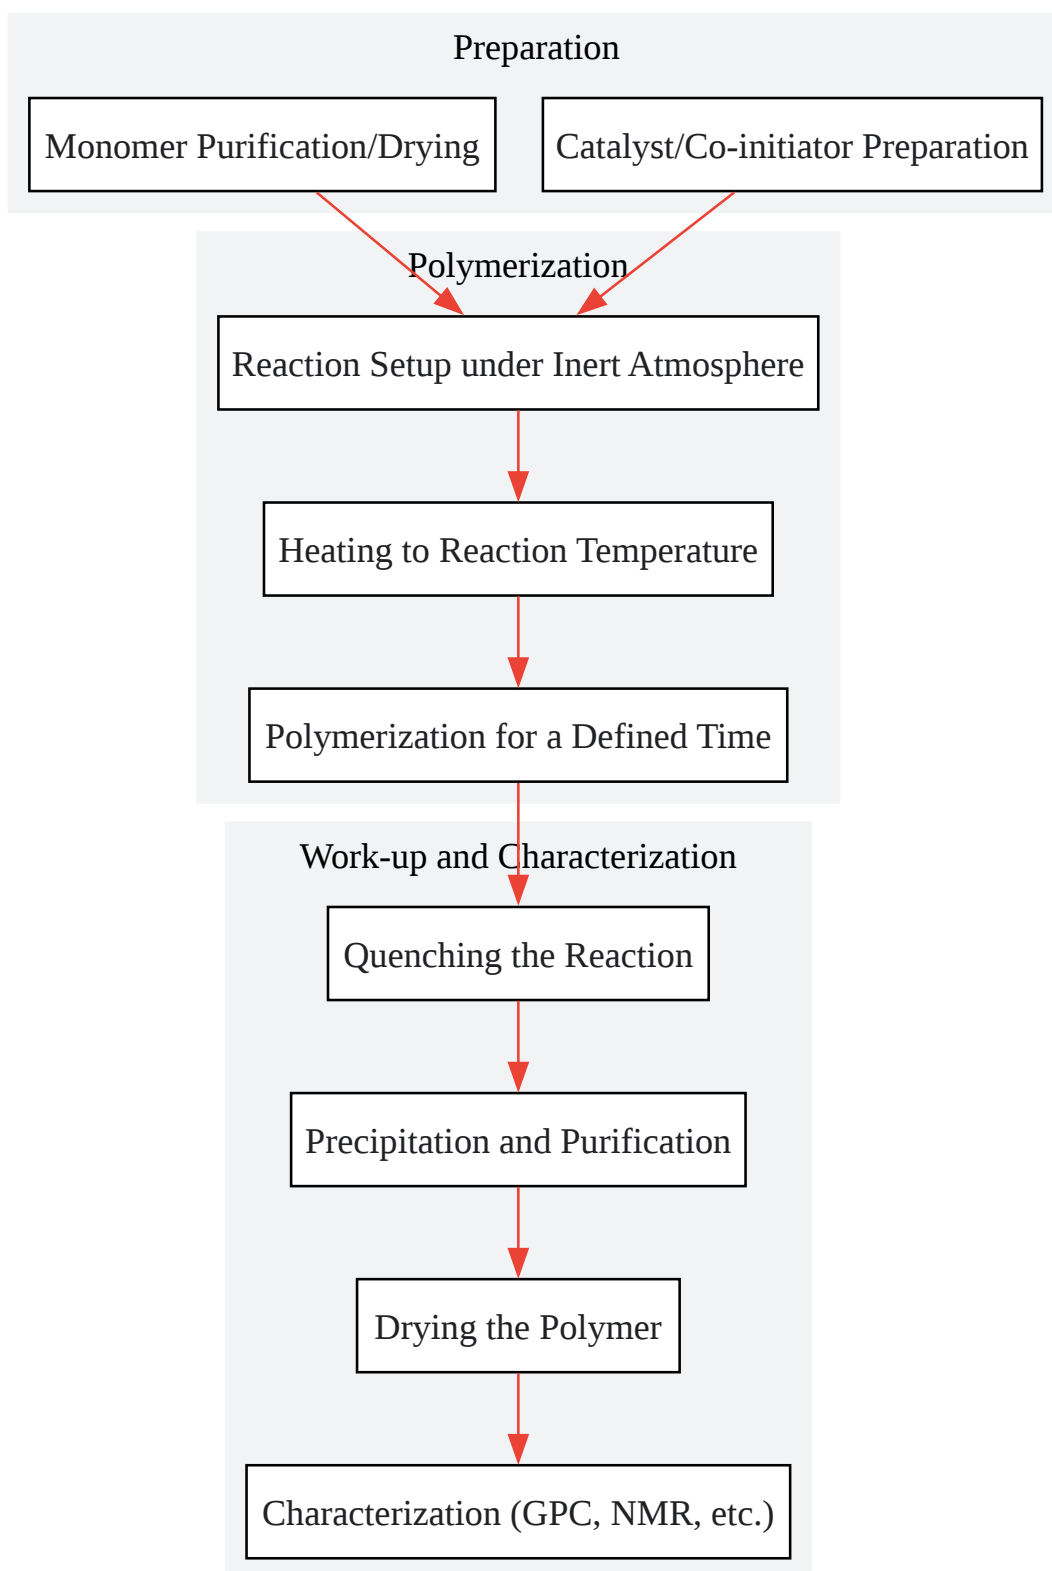 Preparation
Monomer Purification/Drying
Catalyst/Co-initiator Preparation
Polymerization
Reaction Setup under Inert Atmosphere
Heating to Reaction Temperature
Polymerization for a Defined Time
Work-up and Characterization
Quenching the Reaction
Precipitation and Purification
Drying the Polymer
Characterization (GPC, NMR, etc.)